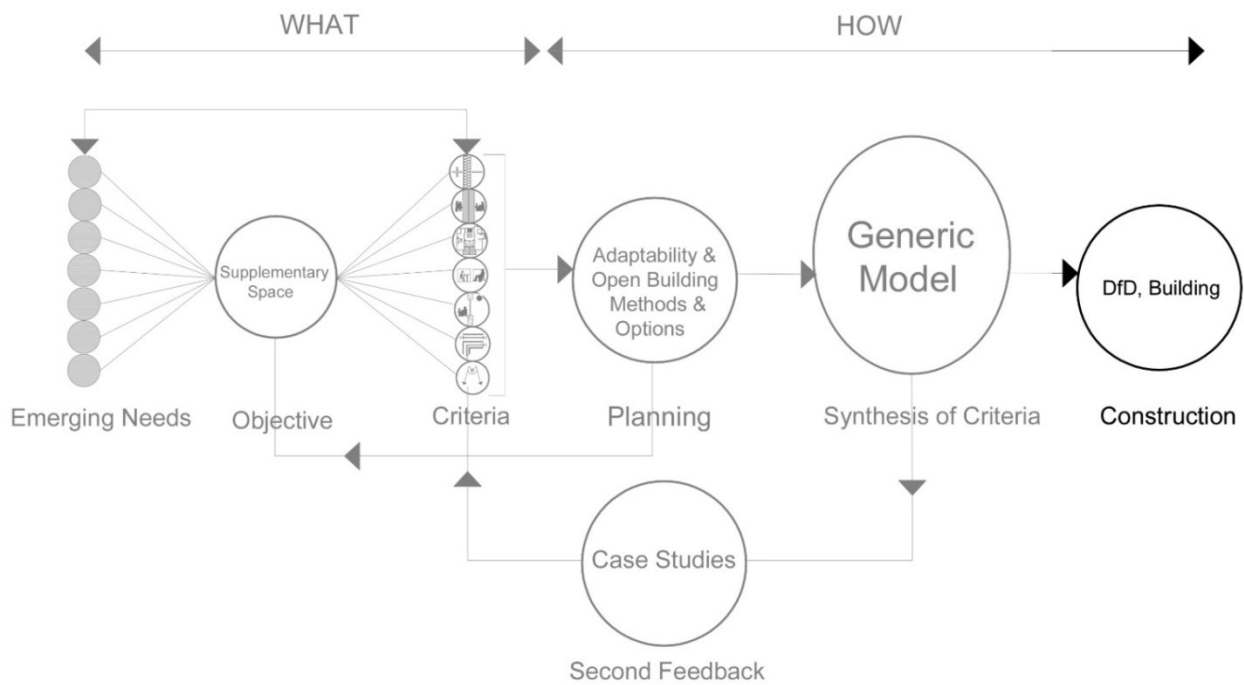 WHAT
HOW
Supplementary
Space
Adaptability &
Open Building
Methods &
Options
Generic
Model
DfD, Building
Emerging Needs
Objective
Criteria
Planning
Synthesis of Criteria
Construction
Case Studies
Second Feedback